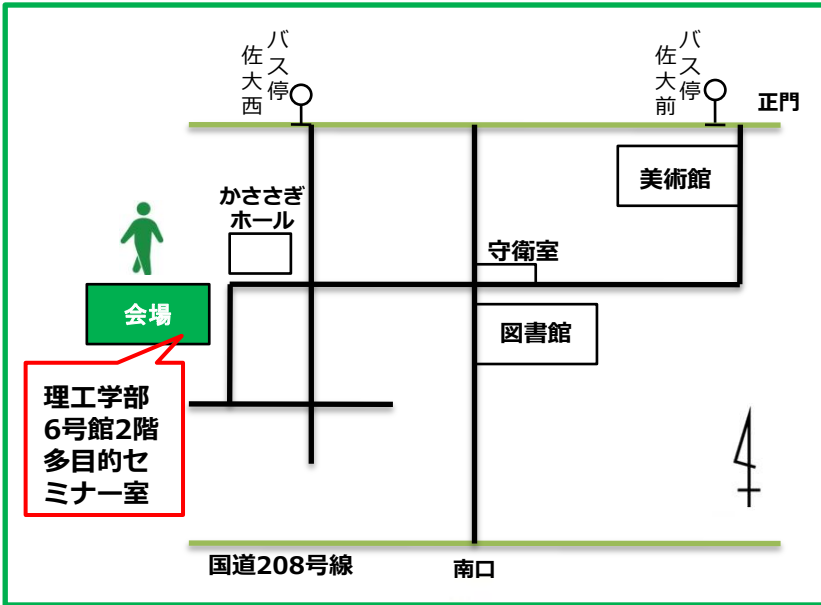 バス停
佐大西
バス停
佐大前
正門
美術館
かささぎ
ホール
守衛室
会場
図書館
理工学部
6号館2階
多目的セ
ミナー室
国道208号線
南口